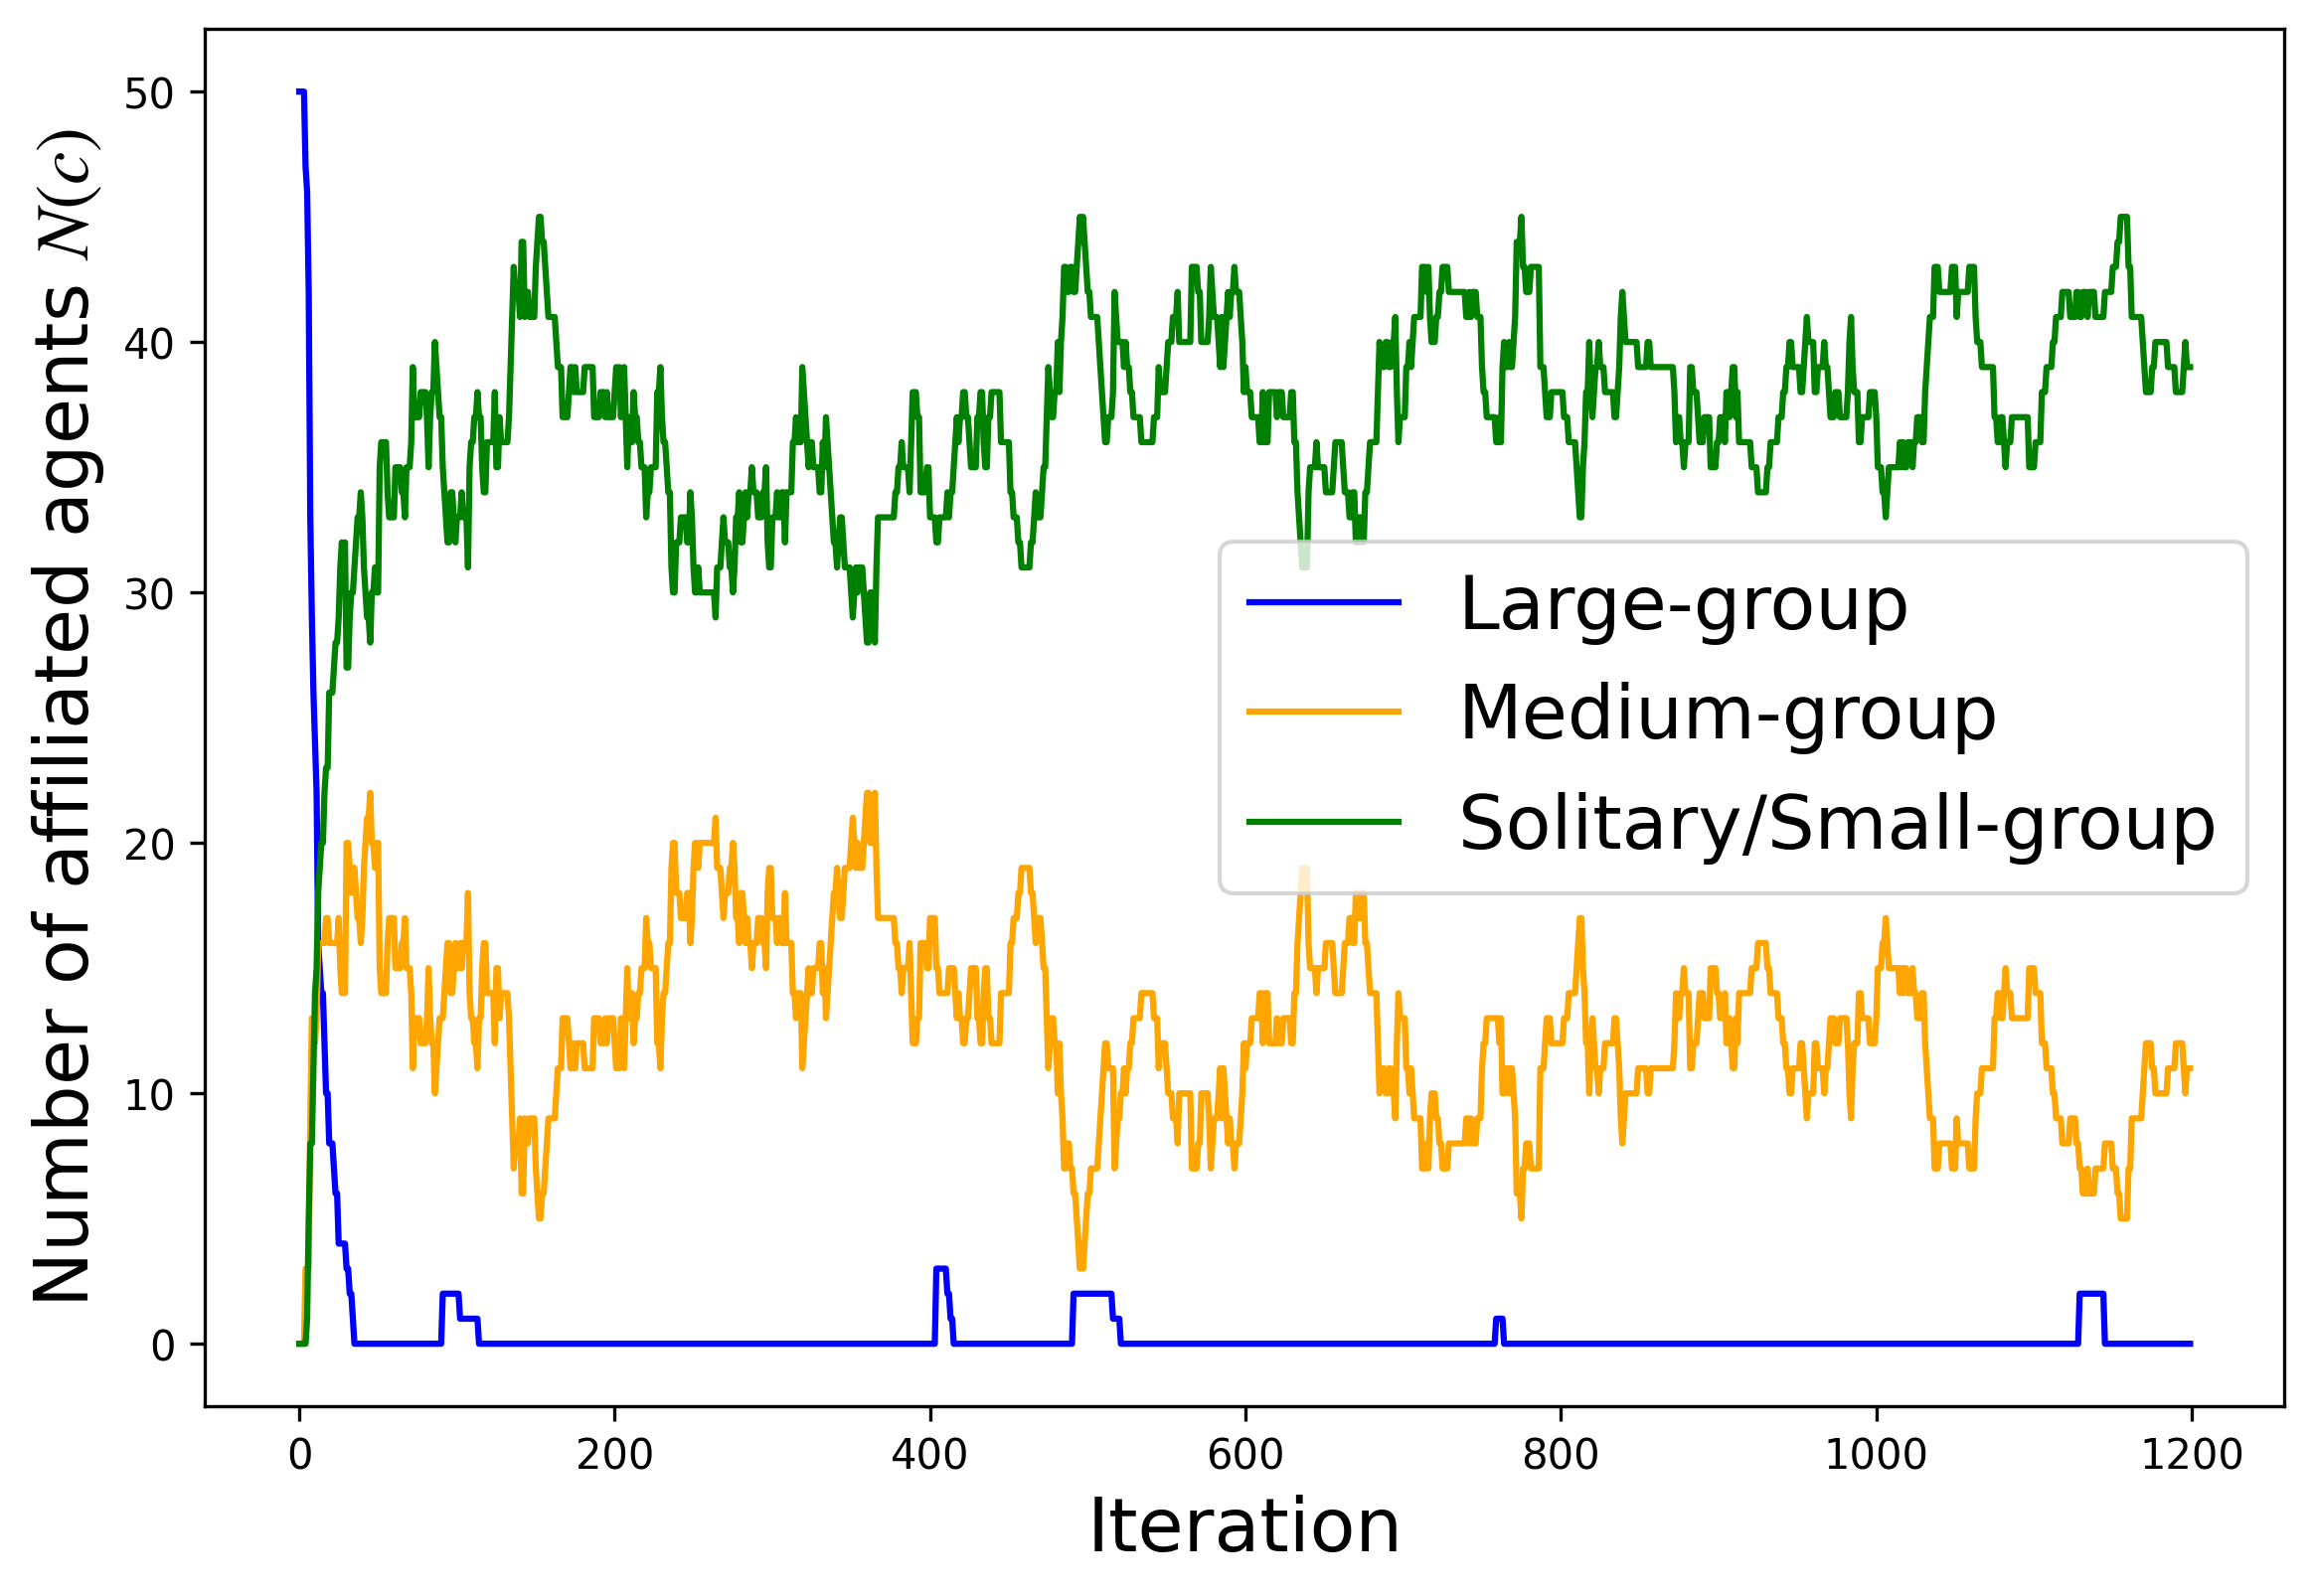 Number of affiliated agents N(c)
50
40
30
20
10
0
Large-group
Medium-group
Solitary/Small-group
0 200 400 600 800 1000 1200
Iteration